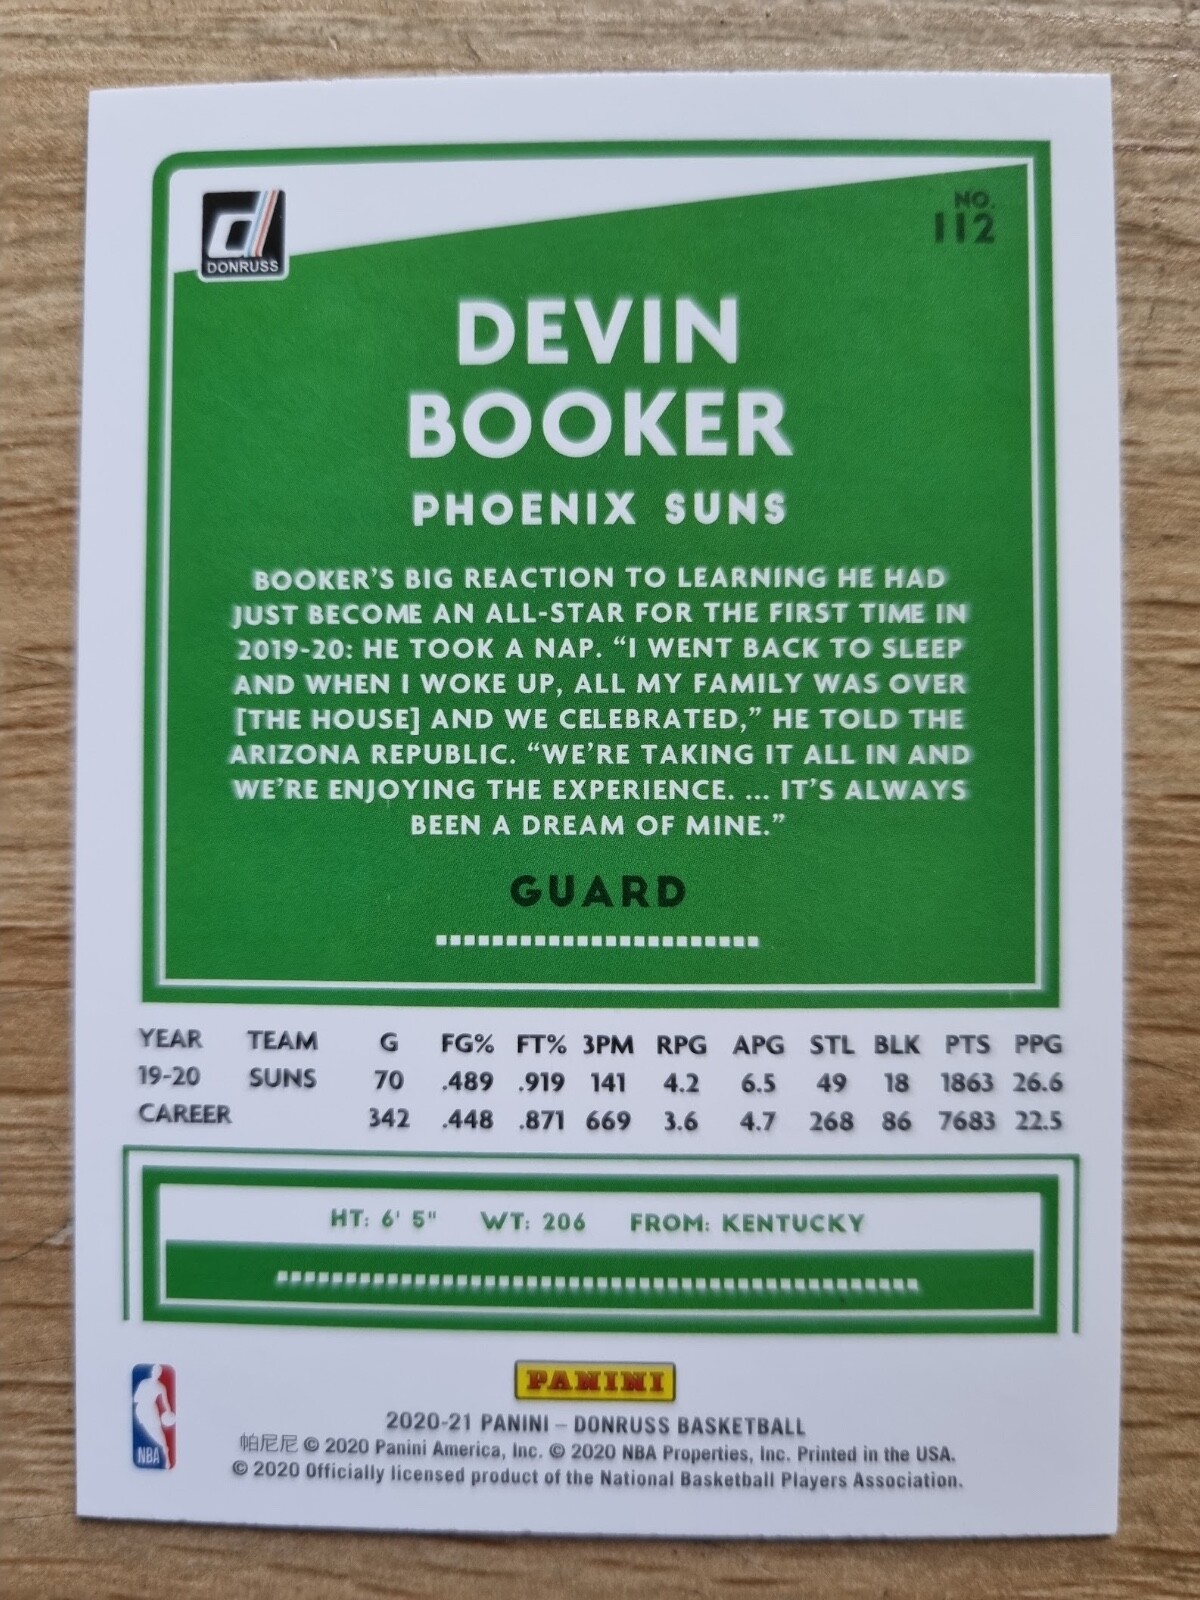 DONRUSS
NO.
112
DEVIN
BOOKER
PHOENIX SUNS
BOOKER'S BIG REACTION TO LEARNING HE HAD
JUST BECOME AN ALL-STAR FOR THE FIRST TIME IN
2019-20: HE TOOK A NAP. “I WENT BACK TO SLEEP
AND WHEN I WOKE UP, ALL MY FAMILY WAS OVER
[THE HOUSE] AND WE CELEBRATED,” HE TOLD THE
ARIZONA REPUBLIC. “WE'RE TAKING IT ALL IN AND
WE'RE ENJOYING THE EXPERIENCE. ... IT'S ALWAYS
BEEN A DREAM OF MINE.”
GUARD
YEAR TEAM G FG% FT% 3PM RPG APG STL BLK PTS PPG
19-20 SUNS 70 .489 .919 141 4.2 6.5 49 18 1863 26.6
CAREER 342 .448 .871 669 3.6 4.7 268 86 7683 22.5
HT: 6' 5" WT: 206 FROM: KENTUCKY
PANINI
NBA
2020-21 PANINI – DONRUSS BASKETBALL
帕尼尼 © 2020 Panini America, Inc. © 2020 NBA Properties, Inc. Printed in the USA.
© 2020 Officially licensed product of the National Basketball Players Association.